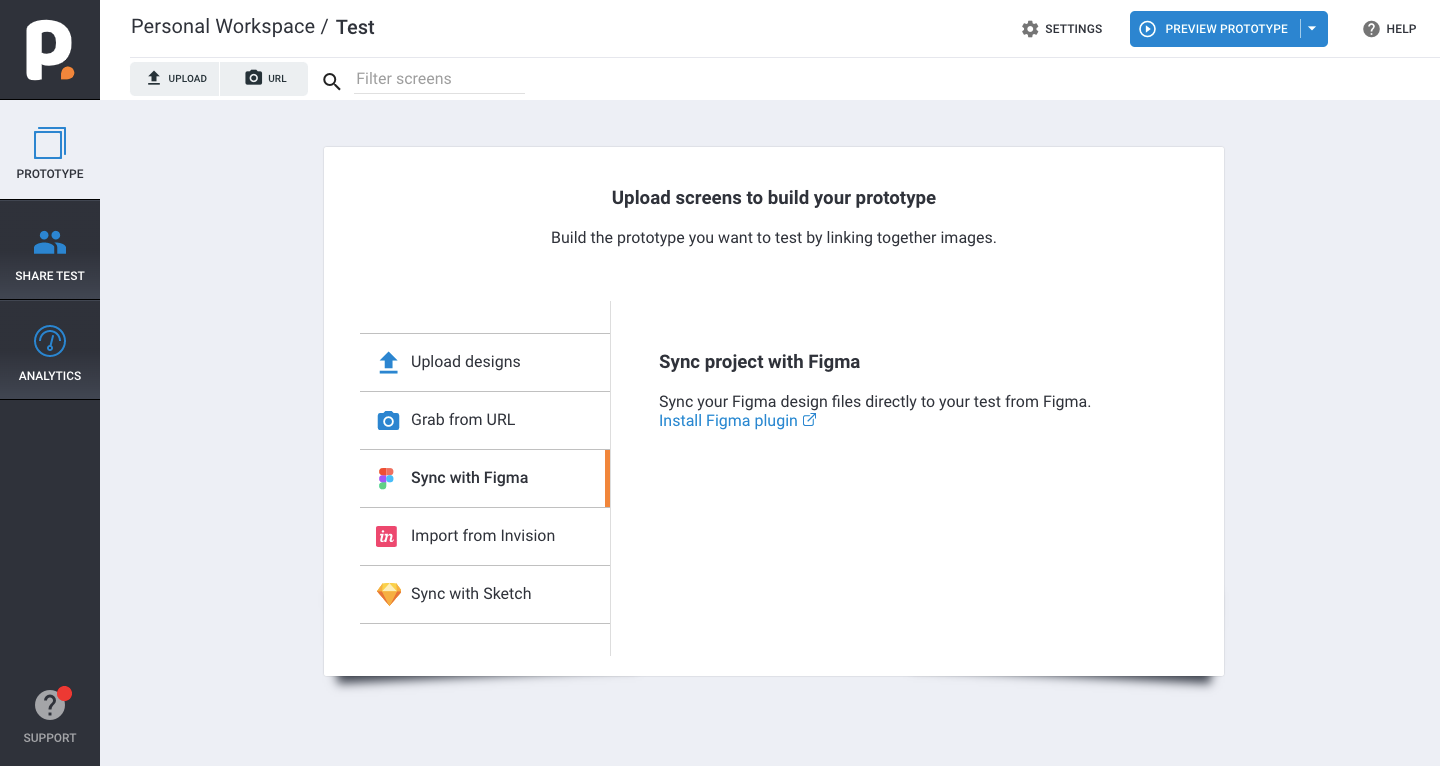 p.
Personal Workspace / Test
SETTINGS
PREVIEW PROTOTYPE
HELP
UPLOAD
URL
Filter screens
PROTOTYPE
SHARE TEST
ANALYTICS
Upload screens to build your prototype
Build the prototype you want to test by linking together images.
Upload designs
Grab from URL
Sync with Figma
in Import from Invision
Sync with Sketch
Sync project with Figma
Sync your Figma design files directly to your test from Figma.
Install Figma plugin
? SUPPORT